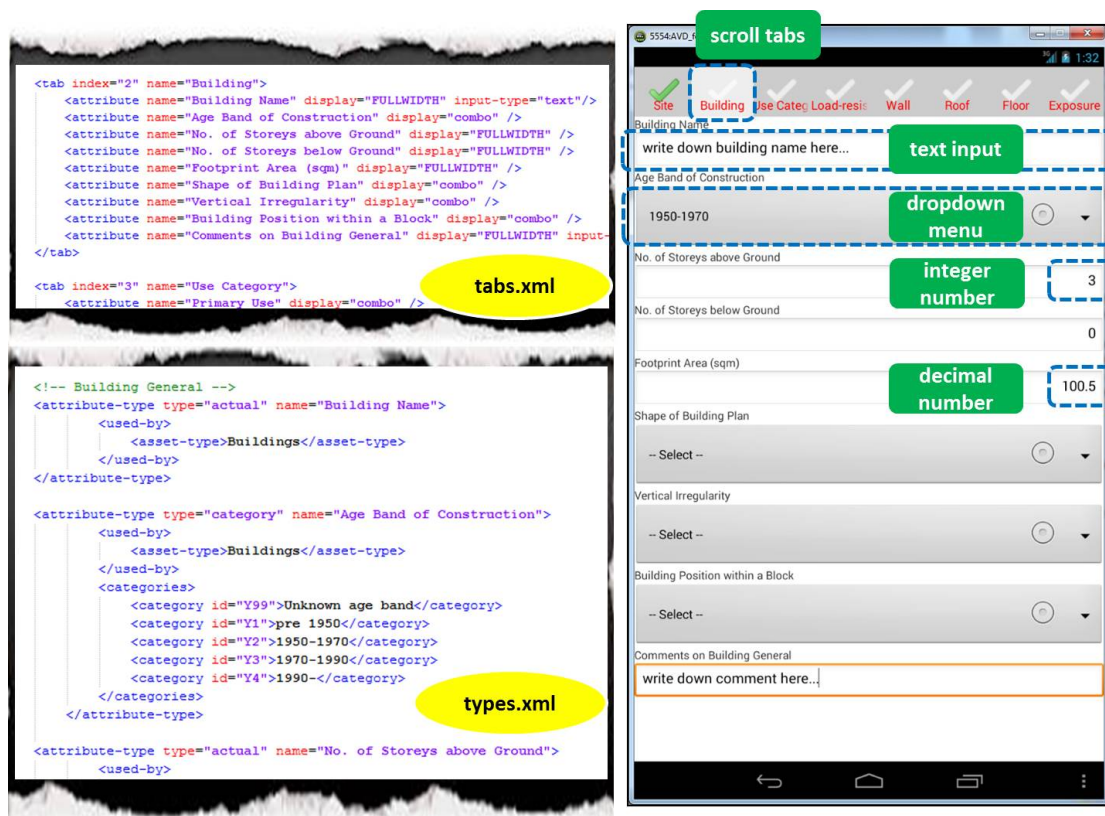 <tab index="2" name="Building">
<attribute name="Building Name" display="FULLWIDTH" input-type="text"/>
<attribute name="Age Band of Construction" display="combo" />
<attribute name="No. of Storeys above Ground" display="FULLWIDTH" />
<attribute name="No. of Storeys below Ground" display="FULLWIDTH" />
<attribute name="Footprint Area (sqm)" display="FULLWIDTH" />
<attribute name="Shape of Building Plan" display="combo" />
<attribute name="Vertical Irregularity" display="combo" />
<attribute name="Building Position within a Block" display="combo" />
<attribute name="Comments on Building General" display="FULLWIDTH" input-
</tab>
<tab index="3" name="Use Category">
<attribute name="Primary Use" display="combo" />
tabs.xml
<!-- Building General -->
<attribute-type type="actual" name="Building Name">
<used-by>
<asset-type>Buildings</asset-type>
</used-by>
</attribute-type>
<attribute-type type="category" name="Age Band of Construction">
<used-by>
<asset-type>Buildings</asset-type>
</used-by>
<categories>
<category id="Y99">Unknown age band</category>
<category id="Y1">pre 1950</category>
<category id="Y2">1950-1970</category>
<category id="Y3">1970-1990</category>
<category id="Y4">1990-</category>
</categories>
</attribute-type>
types.xml
<attribute-type type="actual" name="No. of Storeys above Ground">
<used-by>
5554:AVD_f
scroll tabs
3G 1:32
Site Building Use Categ Load-resis Wall Roof Floor Exposure
Building Name
write down building name here...
text input
Age Band of Construction
1950-1970
dropdown
menu
No. of Storeys above Ground
integer
number
3
No. of Storeys below Ground
0
Footprint Area (sqm)
decimal
number
100.5
Shape of Building Plan
-- Select --
Vertical Irregularity
-- Select --
Building Position within a Block
-- Select --
Comments on Building General
write down comment here...